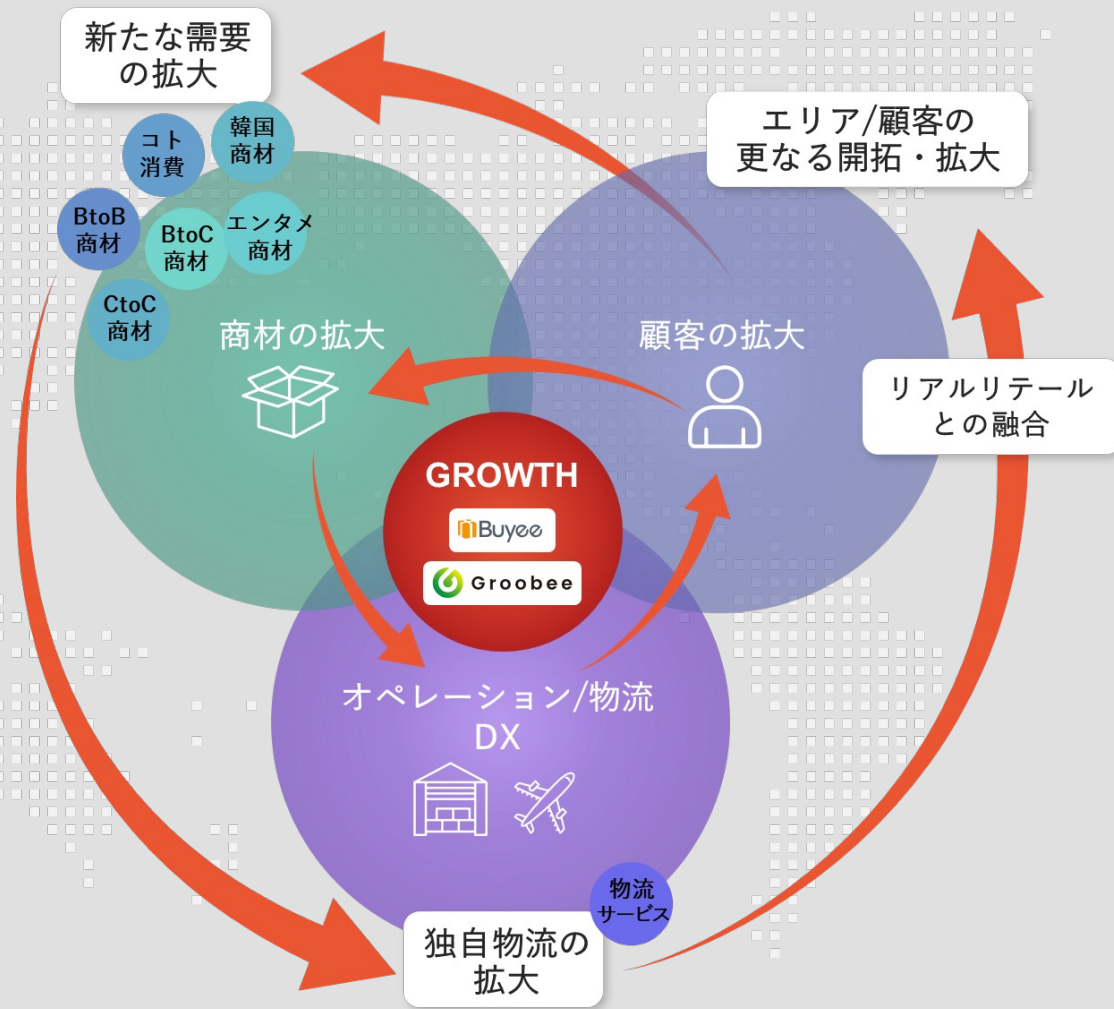 新たな需要
の拡大
エリア/顧客の
更なる開拓・拡大
コト
消費
韓国
商材
BtoB
商材
BtoC
商材
エンタメ
商材
CtoC
商材
商材の拡大
顧客の拡大
リアルリテール
との融合
GROWTH
Buyee
Groobee
オペレーション/物流
DX
物流
サービス
独自物流の
拡大